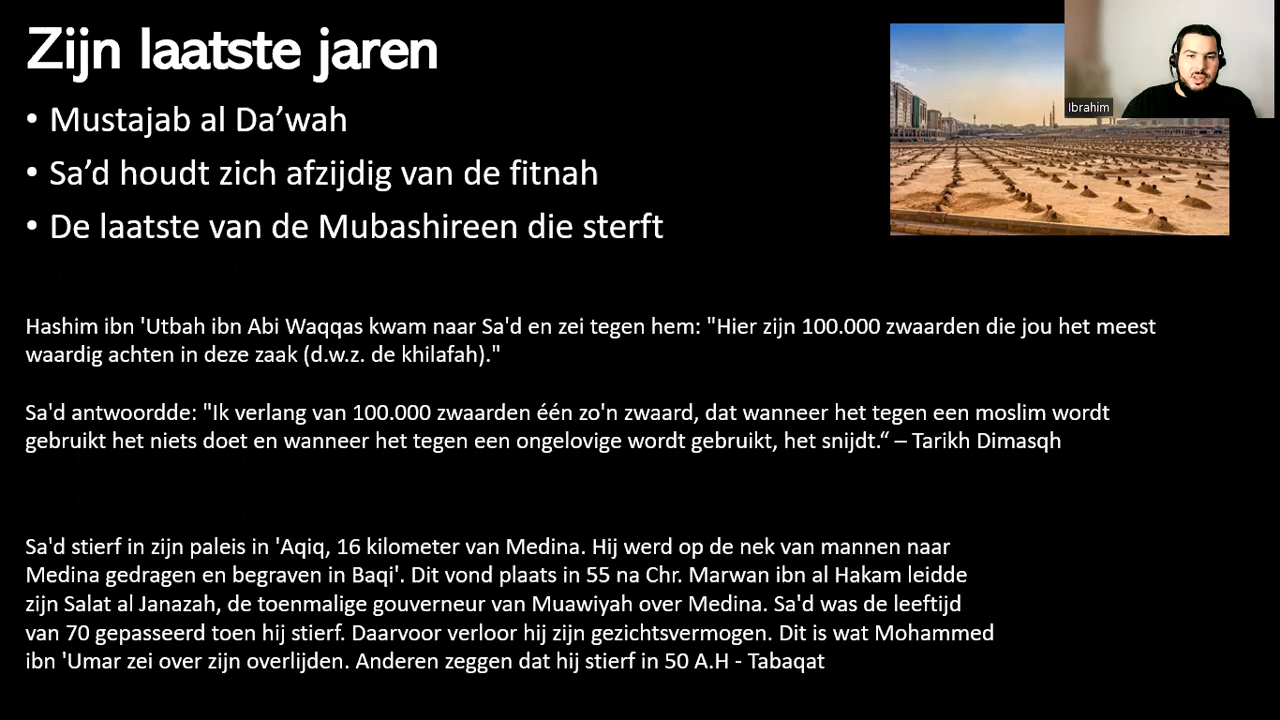 Zijn laatste jaren
• Mustajab al Da’wah
• Sa’d houdt zich afzijdig van de fitnah
• De laatste van de Mubashireen die sterft
Ibrahim
Hashim ibn 'Utbah ibn Abi Waqqas kwam naar Sa'd en zei tegen hem: "Hier zijn 100.000 zwaarden die jou het meest
waardig achten in deze zaak (d.w.z. de khilafah)."
Sa'd antwoordde: "Ik verlang van 100.000 zwaarden één zo'n zwaard, dat wanneer het tegen een moslim wordt
gebruikt het niets doet en wanneer het tegen een ongelovige wordt gebruikt, het snijdt.“ – Tarikh Dimasqh
Sa'd stierf in zijn paleis in 'Aqiq, 16 kilometer van Medina. Hij werd op de nek van mannen naar
Medina gedragen en begraven in Baqi'. Dit vond plaats in 55 na Chr. Marwan ibn al Hakam leidde
zijn Salat al Janazah, de toenmalige gouverneur van Muawiyah over Medina. Sa'd was de leeftijd
van 70 gepasseerd toen hij stierf. Daarvoor verloor hij zijn gezichtsvermogen. Dit is wat Mohammed
ibn 'Umar zei over zijn overlijden. Anderen zeggen dat hij stierf in 50 A.H - Tabaqat